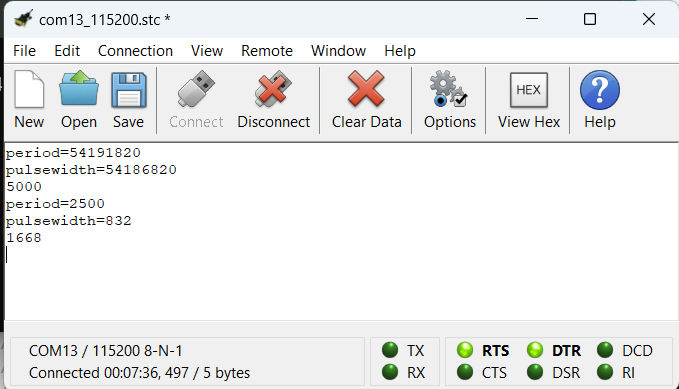 com13_115200.stc *
File Edit Connection View Remote Window Help
HEX
New Open Save Connect Disconnect Clear Data Options View Hex Help
period=54191820
pulsewidth=54186820
5000
period=2500
pulsewidth=832
1668
COM13 / 115200 8-N-1
Connected 00:07:36, 497 / 5 bytes
TX RTS DTR DCD
RX CTS DSR RI